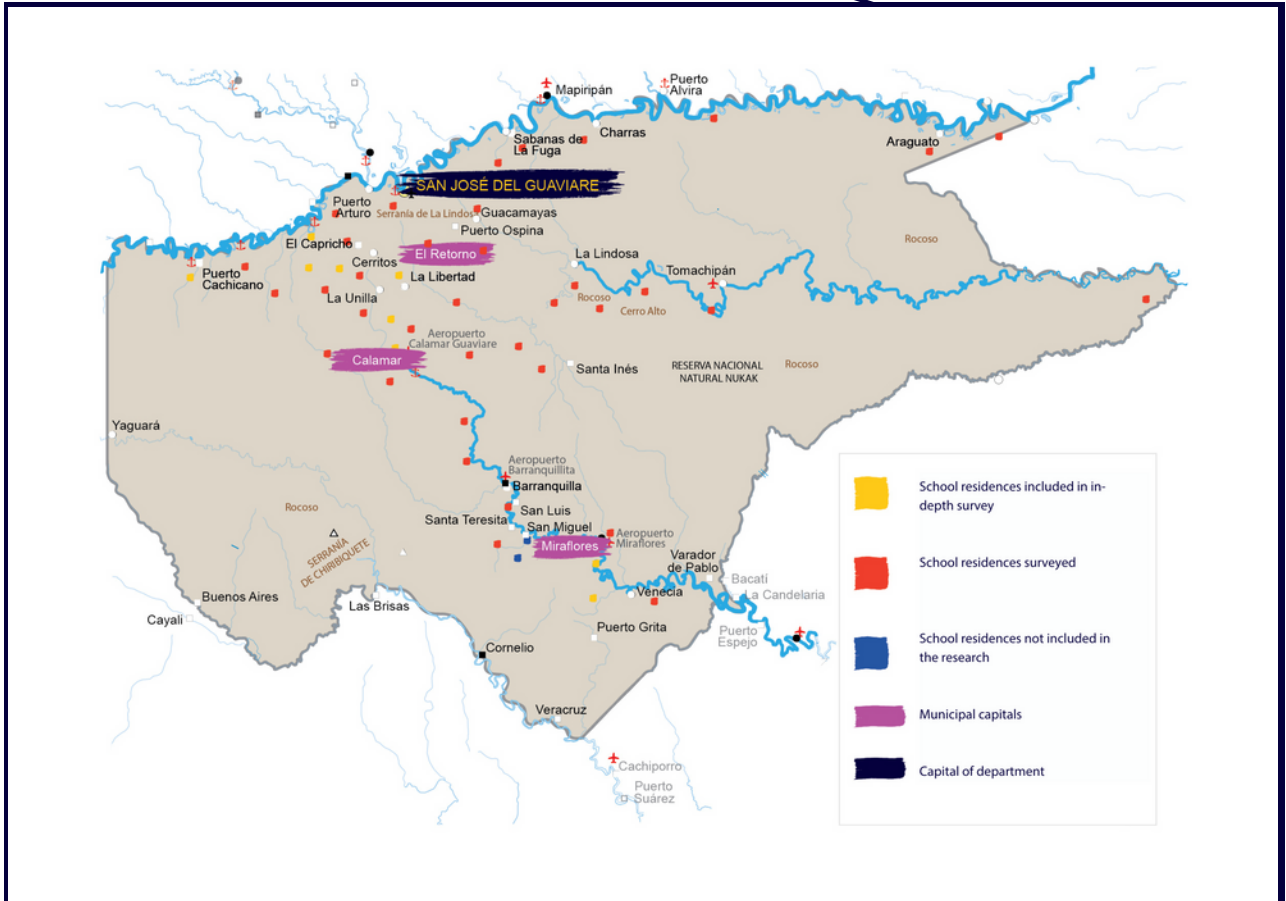 Mapiripán
Puerto
Alvira
Charras
Sabanas de
La Fuga
Araguato
SAN JOSÉ DEL GUAVIARE
Puerto
Arturo
Serranía de La Lindos
Guacamayas
Puerto Ospina
El Capricho
Rocoso
El Retorno
Cerritos
La Lindosa
Tomachipán
Puerto
Cachicano
La Libertad
La Unilla
Rocoso
Cerro Alto
Aeropuerto
Calamar Guaviare
Calamar
Santa Inés
RESERVA NACIONAL
NATURAL NUKAK
Rocoso
Yaguará
Aeropuerto
Barranquillita
Barranquilla
Rocoso
San Luis
Santa Teresita
San Miguel
Aeropuerto
Miraflores
Miraflores
SERRANÍA
DE CHIRIBIQUETE
Varador
de Pablo
Bacatí
La Candelaria
Venecia
Buenos Aires
Las Brisas
Cayali
Puerto Grita
Puerto
Espejo
Cornelio
Veracruz
Cachiporro
Puerto
Suárez
School residences included in in-
depth survey
School residences surveyed
School residences not included in
the research
Municipal capitals
Capital of department